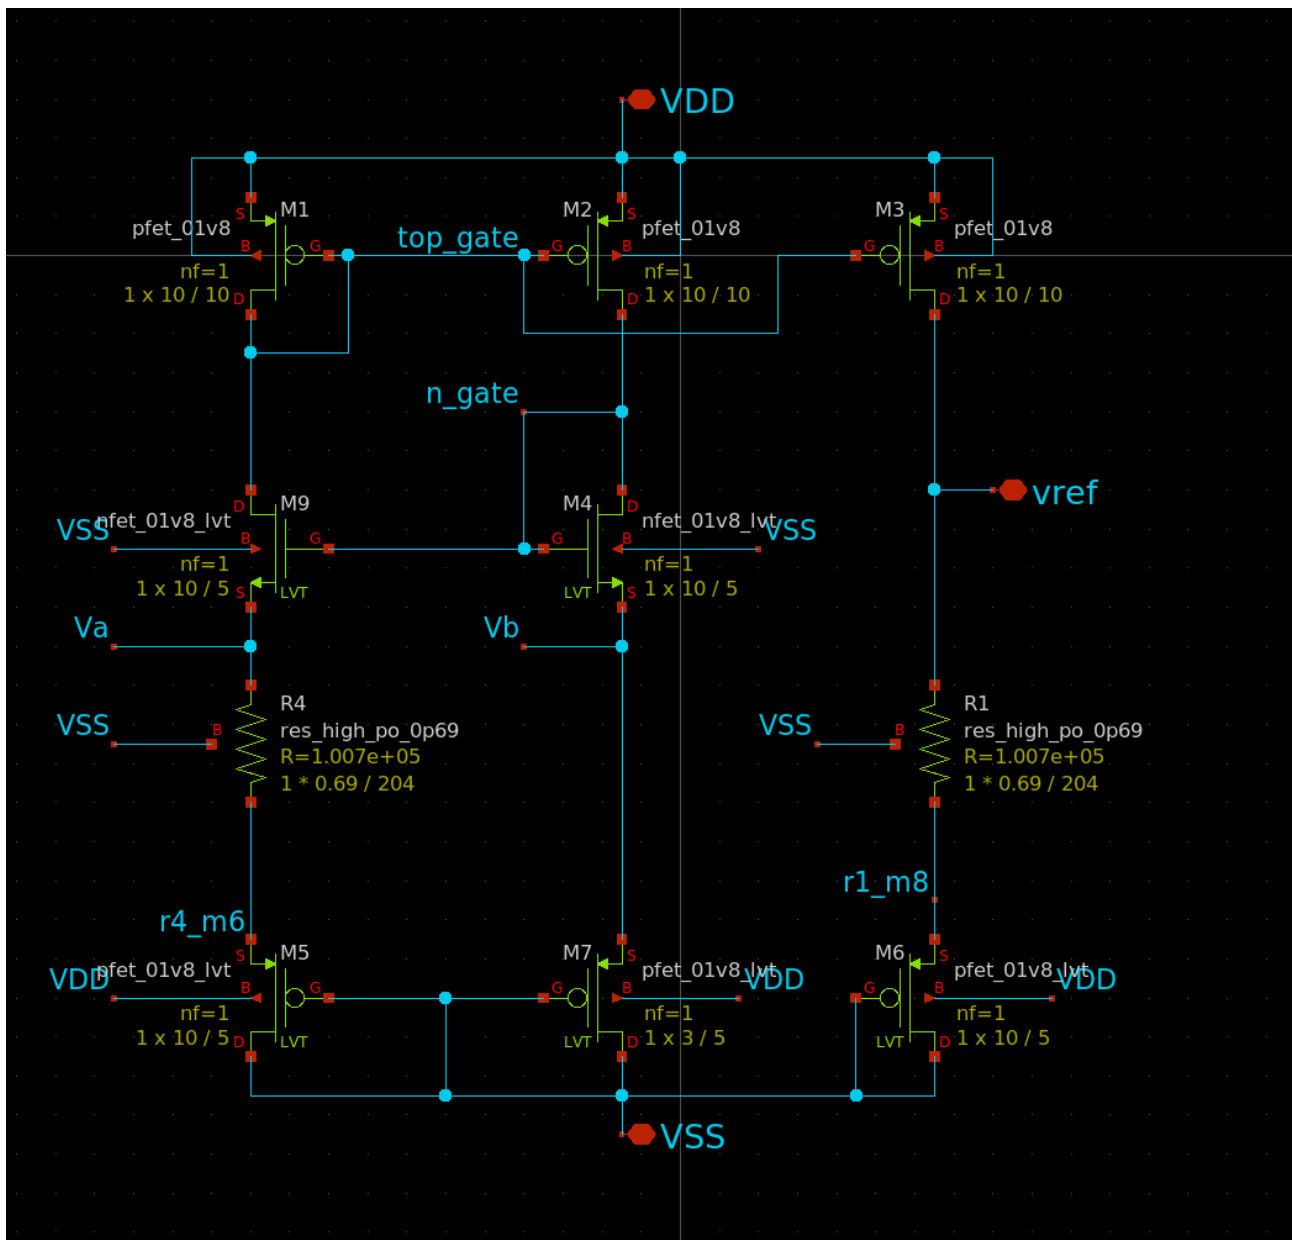 VDD
S
M1
pfet_01v8
B
G
nf=1
1 x 10 / 10
D
top_gate
M2
S
pfet_01v8
G
B
nf=1
1 x 10 / 10
D
M3
S
pfet_01v8
G
B
nf=1
1 x 10 / 10
D
n_gate
vref
D
M9
nfet_01v8_lvt
VSS
B
G
nf=1
1 x 10 / 5
S
LVT
M4
D
nfet_01v8_lvt
G
B
VSS
nf=1
1 x 10 / 5
LVT
S
Va
Vb
R4
res_high_po_0p69
VSS
B
R=1.007e+05
1 * 0.69 / 204
R1
res_high_po_0p69
VSS
B
R=1.007e+05
1 * 0.69 / 204
r4_m6
r1_m8
S
M5
pfet_01v8_lvt
VDD
B
G
nf=1
1 x 10 / 5
D
LVT
M7
S
pfet_01v8_lvt
G
B
VDD
nf=1
1 x 3 / 5
LVT
D
M6
S
pfet_01v8_lvt
G
B
VDD
nf=1
1 x 10 / 5
LVT
D
VSS